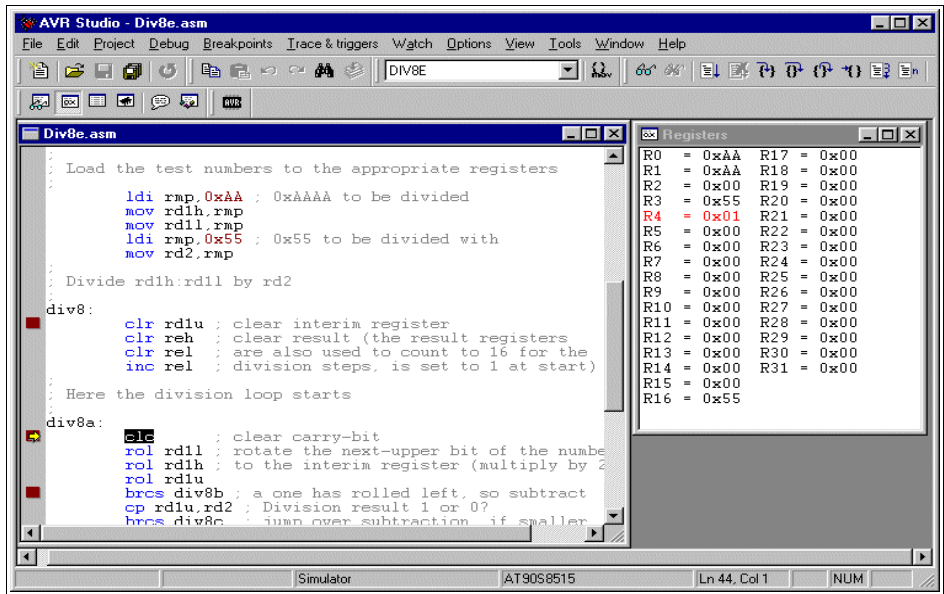 AVR Studio - Div8e.asm
File Edit Project Debug Breakpoints Trace & triggers Watch Options View Tools Window Help
DIV8E
AVR
Div8e.asm
;
; Load the test numbers to the appropriate registers
;
ldi rmp,0xAA ; 0xAAAA to be divided
mov rd1h,rmp
mov rd1l,rmp
ldi rmp,0x55 ; 0x55 to be divided with
mov rd2,rmp
;
; Divide rd1h:rd1l by rd2
;
div8:
clr rd1u ; clear interim register
clr reh ; clear result (the result registers
clr rel ; are also used to count to 16 for the
inc rel ; division steps, is set to 1 at start)
;
; Here the division loop starts
;
div8a:
clc ; clear carry-bit
rol rd1l ; rotate the next-upper bit of the numbe
rol rd1h ; to the interim register (multiply by 2
rol rd1u
brcs div8b ; a one has rolled left, so subtract
cp rd1u,rd2 ; Division result 1 or 0?
brcs div8c ; jump over subtraction, if smaller
Registers
R0 = 0xAA R17 = 0x00
R1 = 0xAA R18 = 0x00
R2 = 0x00 R19 = 0x00
R3 = 0x55 R20 = 0x00
R4 = 0x01 R21 = 0x00
R5 = 0x00 R22 = 0x00
R6 = 0x00 R23 = 0x00
R7 = 0x00 R24 = 0x00
R8 = 0x00 R25 = 0x00
R9 = 0x00 R26 = 0x00
R10 = 0x00 R27 = 0x00
R11 = 0x00 R28 = 0x00
R12 = 0x00 R29 = 0x00
R13 = 0x00 R30 = 0x00
R14 = 0x00 R31 = 0x00
R15 = 0x00
R16 = 0x55
Simulator AT90S8515 Ln 44, Col 1 NUM